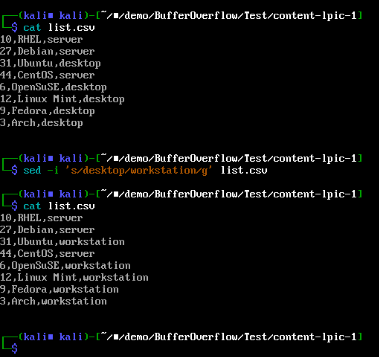 ┌──(kali■ kali)-[~/■/demo/BufferOverflow/Test/content-lpic-1]
└─$ cat list.csv
10,RHEL,server
27,Debian,server
31,Ubuntu,desktop
44,CentOS,server
6,OpenSuSE,desktop
12,Linux Mint,desktop
9,Fedora,desktop
3,Arch,desktop
┌──(kali■ kali)-[~/■/demo/BufferOverflow/Test/content-lpic-1]
└─$ sed -i 's/desktop/workstation/g' list.csv
┌──(kali■ kali)-[~/■/demo/BufferOverflow/Test/content-lpic-1]
└─$ cat list.csv
10,RHEL,server
27,Debian,server
31,Ubuntu,workstation
44,CentOS,server
6,OpenSuSE,workstation
12,Linux Mint,workstation
9,Fedora,workstation
3,Arch,workstation
┌──(kali■ kali)-[~/■/demo/BufferOverflow/Test/content-lpic-1]
└─$